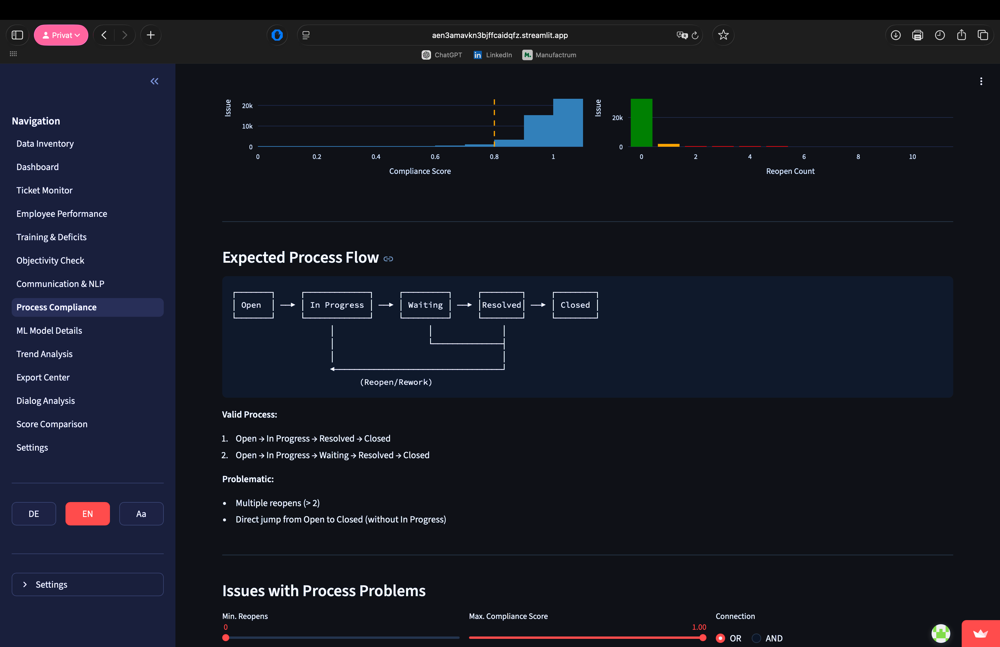 Privat
aen3amavkn3bjffcaidqfz.streamlit.app
ChatGPT
LinkedIn
M. Manufactrum
Navigation
Data Inventory
Dashboard
Ticket Monitor
Employee Performance
Training & Deficits
Objectivity Check
Communication & NLP
Process Compliance
ML Model Details
Trend Analysis
Export Center
Dialog Analysis
Score Comparison
Settings
DE
EN
Aa
Settings
Issue
20k
10k
0
0 0.2 0.4 0.6 0.8 1
Compliance Score
Issue
20k
0
0 2 4 6 8 10
Reopen Count
Expected Process Flow
Open
In Progress
Waiting
Resolved
Closed
(Reopen/Rework)
Valid Process:
1. Open → In Progress → Resolved → Closed
2. Open → In Progress → Waiting → Resolved → Closed
Problematic:
• Multiple reopens (> 2)
• Direct jump from Open to Closed (without In Progress)
Issues with Process Problems
Min. Reopens
0
Max. Compliance Score
1.00
Connection
OR
AND